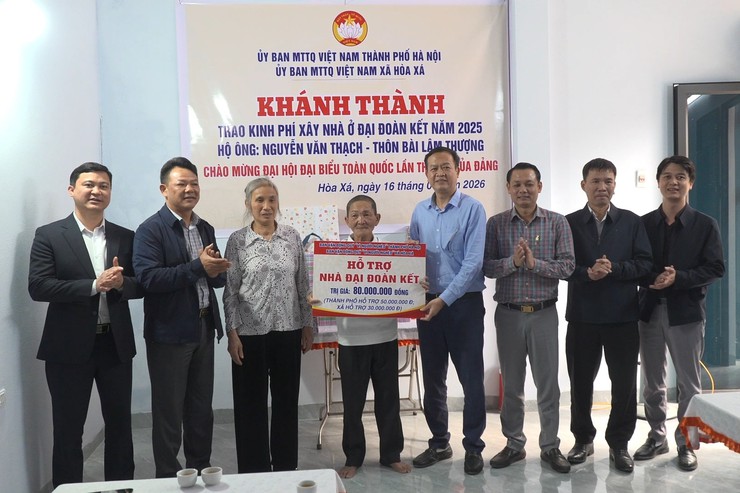 ỦY BAN MTTQ VIỆT NAM THÀNH PHỐ HÀ NỘI
ỦY BAN MTTQ VIỆT NAM XÃ HÒA XÁ
KHÁNH THÀNH
TRAO KINH PHÍ XÂY NHÀ Ở ĐẠI ĐOÀN KẾT NĂM 2025
HỘ ÔNG: NGUYỄN VĂN THẠCH - THÔN BÀI LÂM THƯỢNG
CHÀO MỪNG ĐẠI HỘI ĐẠI BIỂU TOÀN QUỐC LẦN ĐẢNG
Hòa Xá, ngày 16 tháng 2026
HỖ TRỢ
NHÀ ĐẠI ĐOÀN KẾT
TRỊ GIÁ: 80.000.000 ĐỒNG
(THÀNH PHỐ HỖ TRỢ 50.000.000 Đ;
XÃ HỖ TRỢ 30.000.000 Đ)